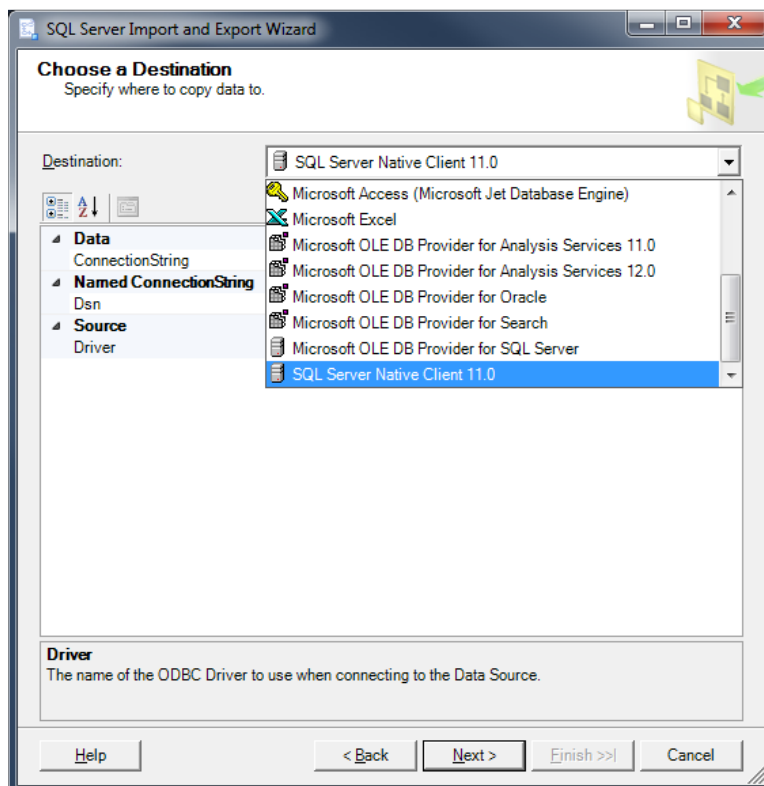 SQL Server Import and Export Wizard
Choose a Destination
Specify where to copy data to.
Destination:
SQL Server Native Client 11.0
Microsoft Access (Microsoft Jet Database Engine)
Microsoft Excel
Microsoft OLE DB Provider for Analysis Services 11.0
Microsoft OLE DB Provider for Analysis Services 12.0
Microsoft OLE DB Provider for Oracle
Microsoft OLE DB Provider for Search
Microsoft OLE DB Provider for SQL Server
SQL Server Native Client 11.0
Data
ConnectionString
Named ConnectionString
Dsn
Source
Driver
Driver
The name of the ODBC Driver to use when connecting to the Data Source.
Help
< Back
Next >
Finish >>|
Cancel